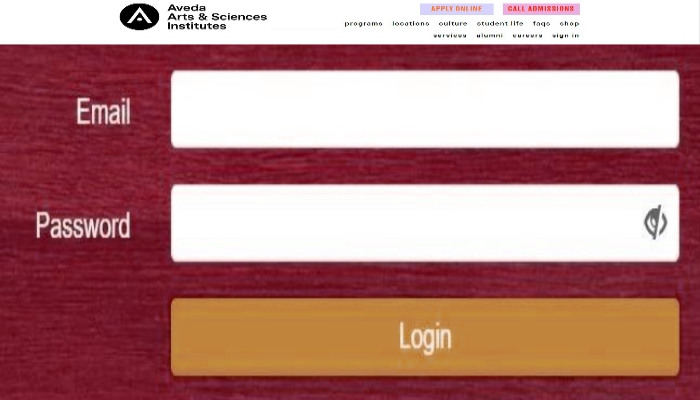 Aveda
Arts & Sciences
Institutes
APPLY ONLINE
CALL ADMISSIONS
programs locations culture student life faqs shop
services alumni careers sign in
Email
Password
Login